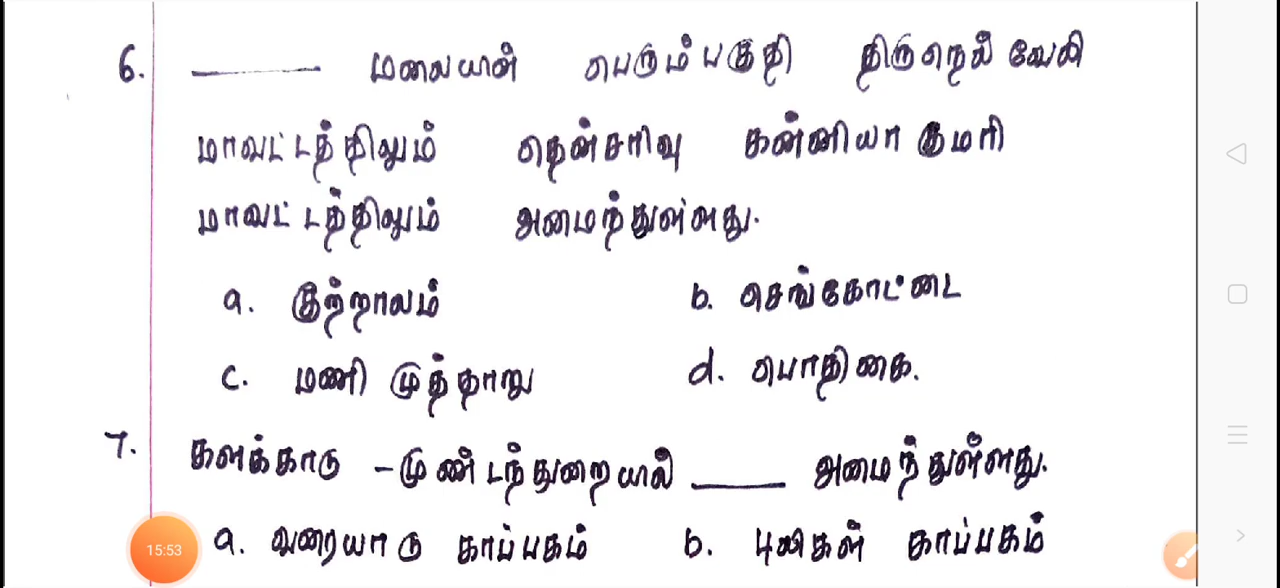 6. ______ மலையின் பெரும்பகுதி திருநெல்வேலி
மாவட்டத்திலும் தென்சரிவு கன்னியாகுமரி
மாவட்டத்திலும் அமைந்துள்ளது.
a. குற்றாலம் b. செங்கோட்டை
c. மணிமுத்தாறு d. பொதிகை.
7. களக்காடு - முண்டந்துறையில் ______ அமைந்துள்ளது.
a. வரையாடு காப்பகம் b. புலிகள் காப்பகம்
15:53